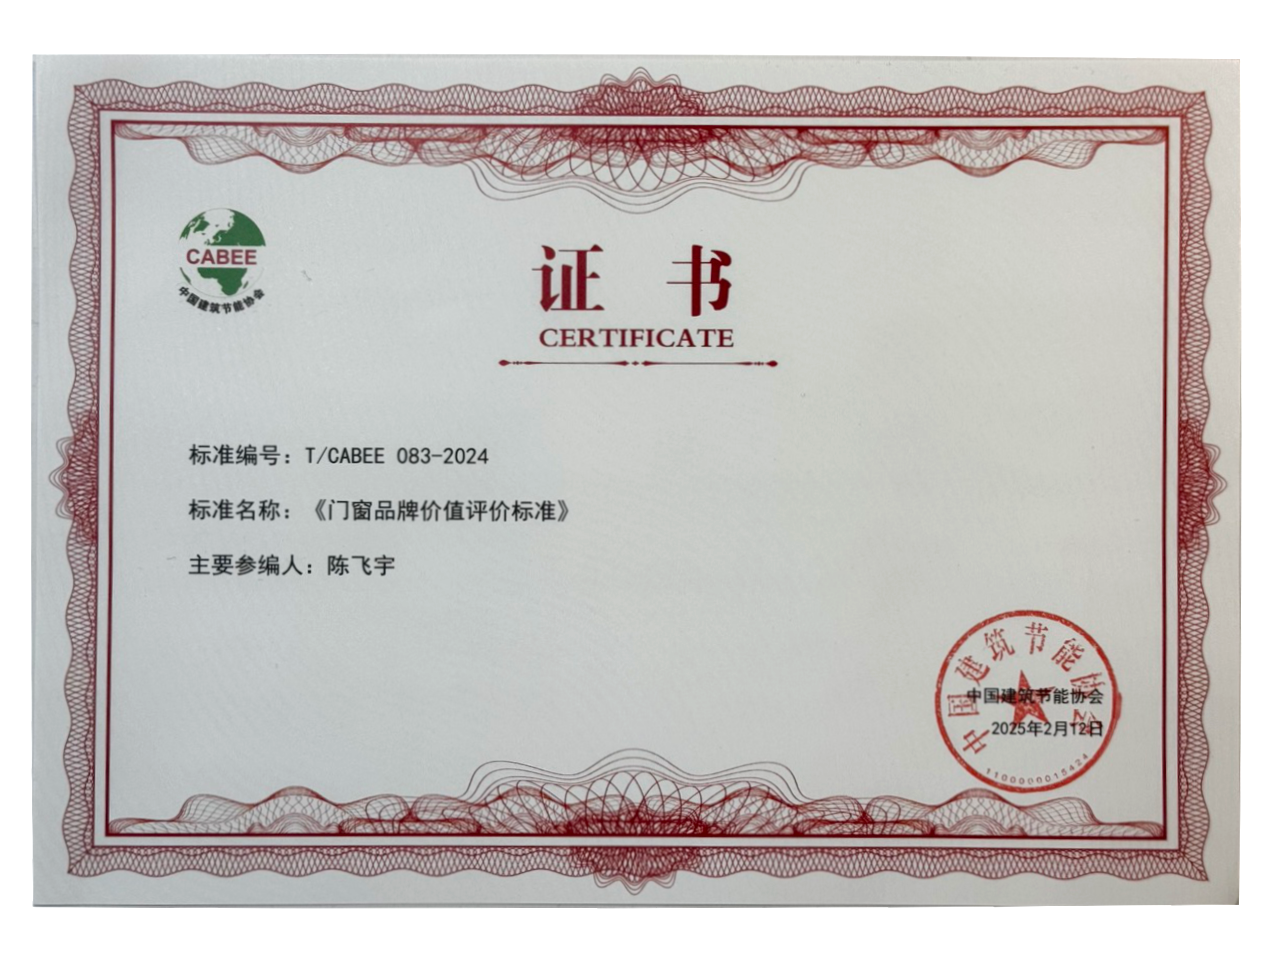 CABEE
中国建筑节能协会
证 书
CERTIFICATE
标准编号：T/CABEE 083-2024
标准名称：《门窗品牌价值评价标准》
主要参编人：陈飞宇
中国建筑节能协会
中国建筑节能协会
2025年2月12日
1100000015424